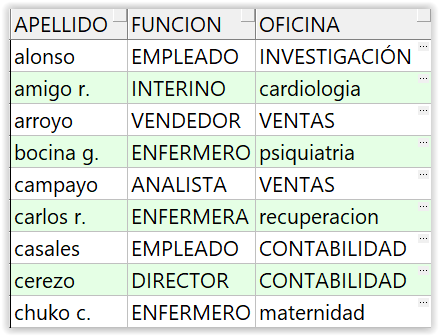 APELLIDO FUNCION OFICINA
alonso EMPLEADO INVESTIGACIÓN
amigo r. INTERINO cardiologia
arroyo VENDEDOR VENTAS
bocina g. ENFERMERO psiquiatria
campayo ANALISTA VENTAS
carlos r. ENFERMERA recuperacion
casales EMPLEADO CONTABILIDAD
cerezo DIRECTOR CONTABILIDAD
chuko c. ENFERMERO maternidad